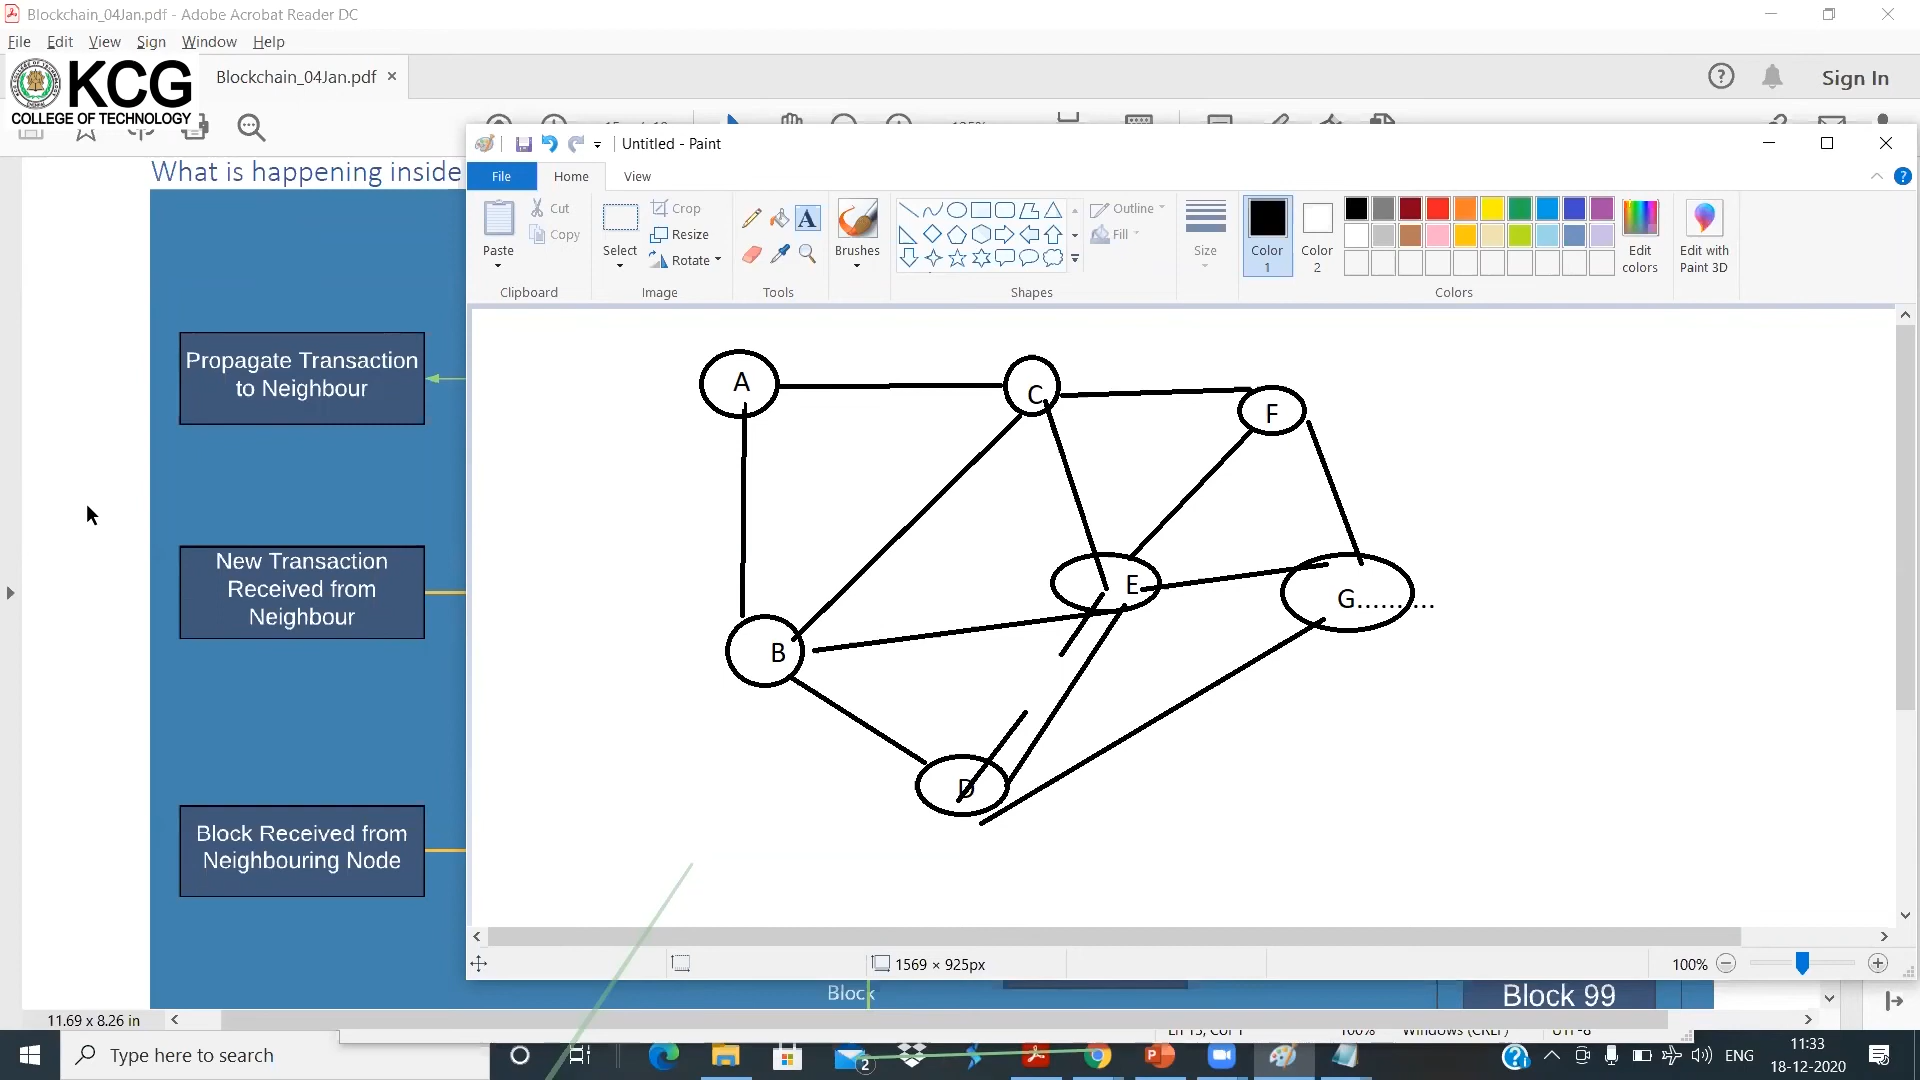 Blockchain_04Jan.pdf - Adobe Acrobat Reader DC
File Edit View Sign Window Help
KCG
COLLEGE OF TECHNOLOGY
Blockchain_04Jan.pdf ×
Sign In
What is happening inside
Untitled - Paint
File Home View
Paste
Cut
Copy
Clipboard
Select
Crop
Resize
Rotate
Image
A
Tools
Brushes
Outline
Fill
Shapes
Size
Color
1
Color
2
Edit
colors
Edit with
Paint 3D
Colors
Propagate Transaction
to Neighbour
New Transaction
Received from
Neighbour
Block Received from
Neighbouring Node
A
C
F
E
G..........
B
D
1569 × 925px
100%
Block
Block 99
11.69 x 8.26 in
Type here to search
2
ENG
11:33
18-12-2020